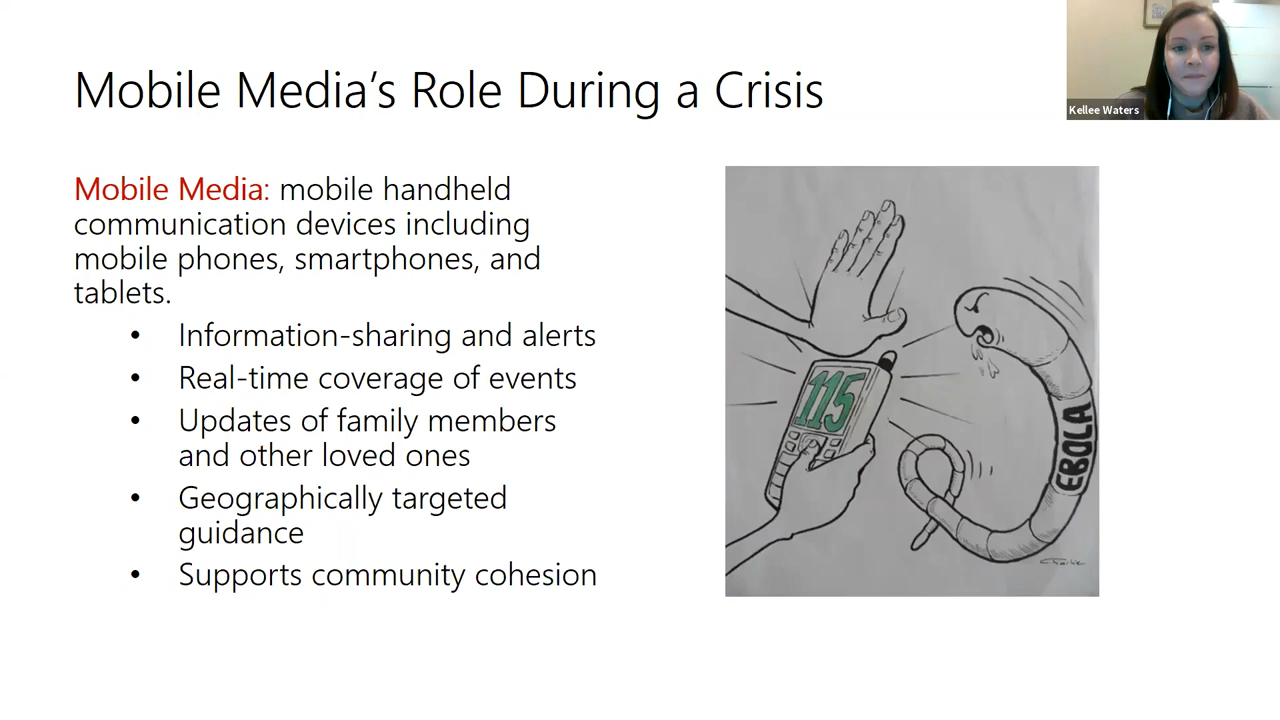 Mobile Media’s Role During a Crisis
Kellee Waters
Mobile Media: mobile handheld
communication devices including
mobile phones, smartphones, and
tablets.
• Information-sharing and alerts
• Real-time coverage of events
• Updates of family members
and other loved ones
• Geographically targeted
guidance
• Supports community cohesion
115
EBOLA